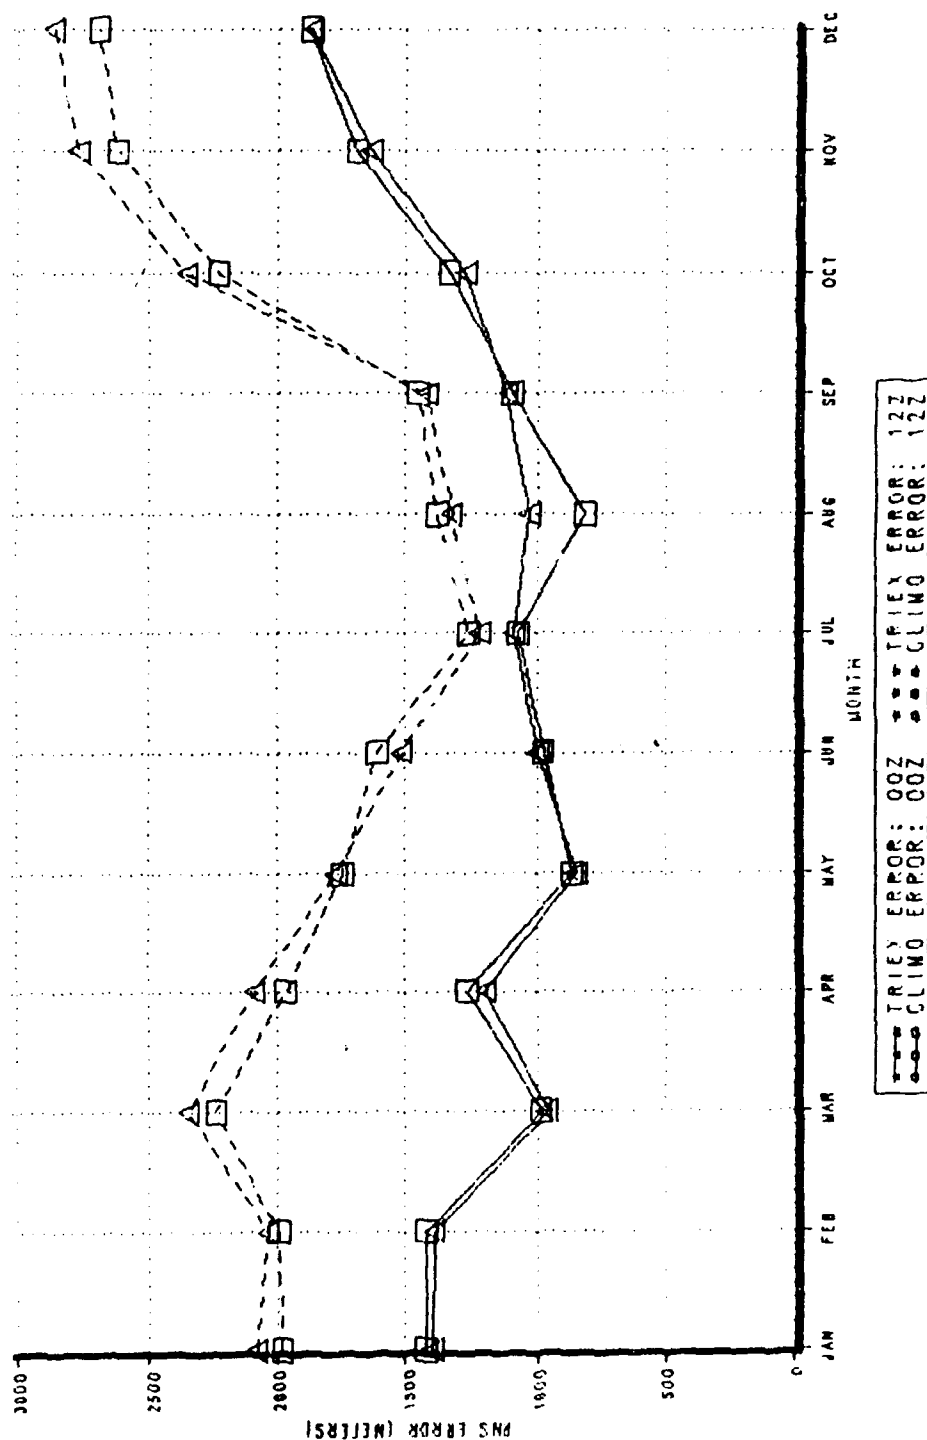 RMS ERROR (METERS)
3000
2500
2000
1500
1000
500
0
JAN
FEB
MAR
APR
MAY
JUN
JUL
AUG
SEP
OCT
NOV
DEC
MONTH
TRIEX ERROR: 00Z TRIEX ERROR: 12Z
CLIMO ERROR: 00Z CLIMO ERROR: 12Z